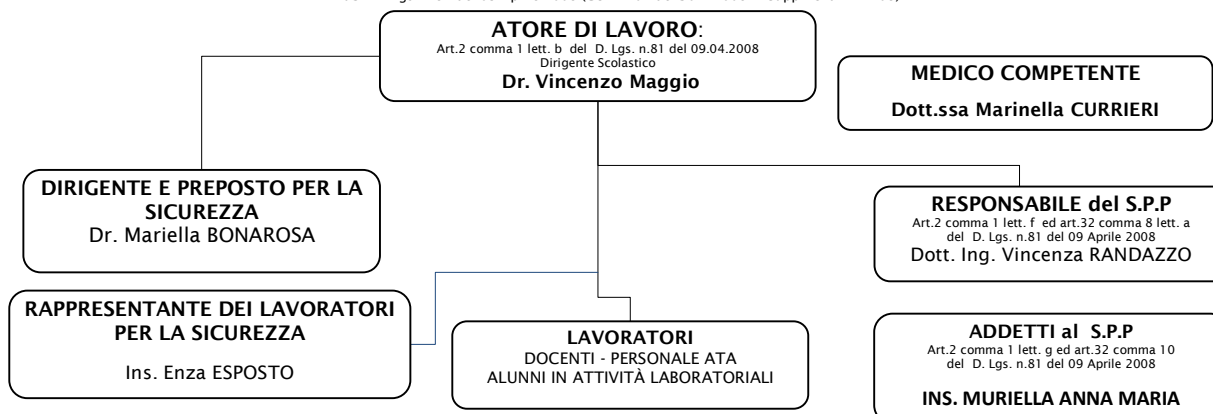 ATORE DI LAVORO:
Art.2 comma 1 lett. b del D. Lgs. n.81 del 09.04.2008
Dirigente Scolastico
Dr. Vincenzo Maggio
MEDICO COMPETENTE
Dott.ssa Marinella CURRIERI
DIRIGENTE E PREPOSTO PER LA
SICUREZZA
Dr. Mariella BONAROSA
RESPONSABILE del S.P.P
Art.2 comma 1 lett. f ed art.32 comma 8 lett. a
del D. Lgs. n.81 del 09 Aprile 2008
Dott. Ing. Vincenza RANDAZZO
RAPPRESENTANTE DEI LAVORATORI
PER LA SICUREZZA
Ins. Enza ESPOSTO
LAVORATORI
DOCENTI - PERSONALE ATA
ALUNNI IN ATTIVITÀ LABORATORIALI
ADDETTI al S.P.P
Art.2 comma 1 lett. g ed art.32 comma 10
del D. Lgs. n.81 del 09 Aprile 2008
INS. MURIELLA ANNA MARIA